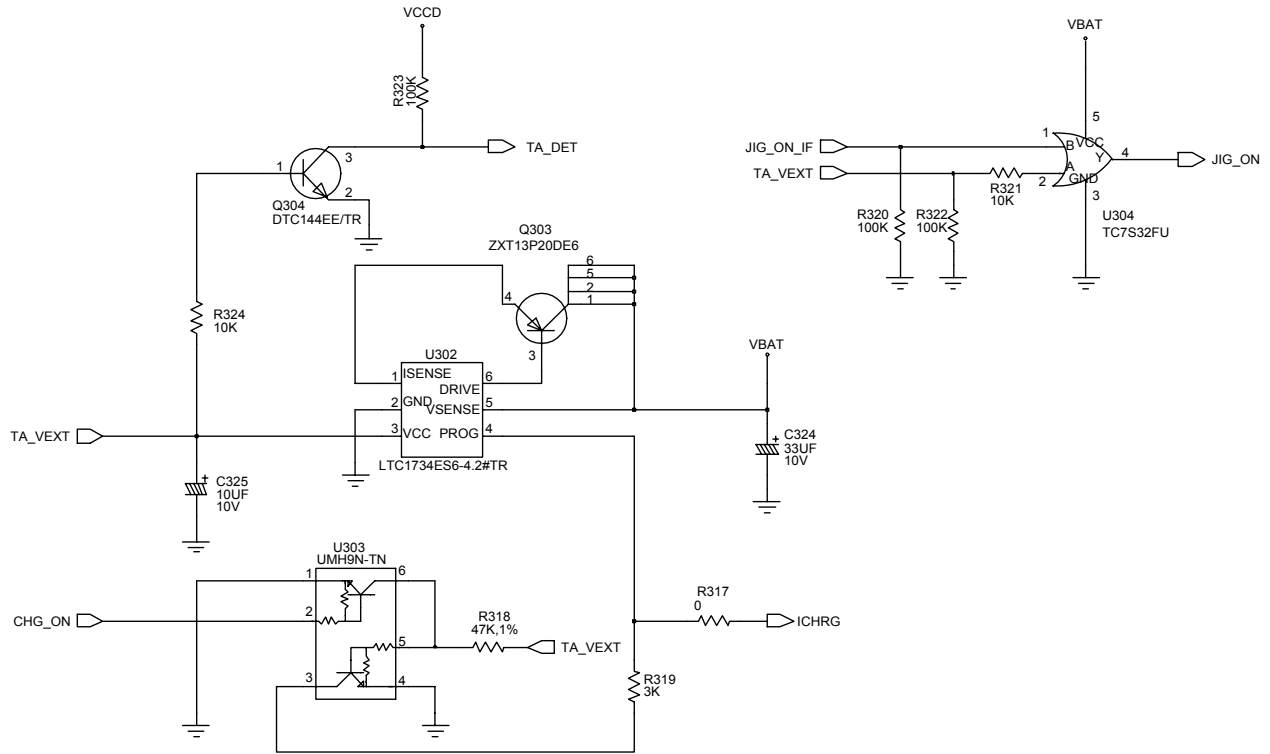 VCCD
R323
100K
TA_DET
1
3
2
Q304
DTC144EE/TR
R324
10K
VBAT
5
JIG_ON_IF
1
B
VCC
Y
4
JIG_ON
TA_VEXT
R321
10K
2
A
GND
3
R320
100K
R322
100K
U304
TC7S32FU
Q303
ZXT13P20DE6
6
5
2
1
4
3
U302
1
ISENSE
6
DRIVE
2
GND
VSENSE
5
TA_VEXT
3
VCC
PROG
4
LTC1734ES6-4.2#TR
VBAT
+
C324
33UF
10V
+
C325
10UF
10V
U303
UMH9N-TN
1
6
CHG_ON
2
5
R318
47K,1%
TA_VEXT
3
4
R317
0
ICHRG
R319
3K